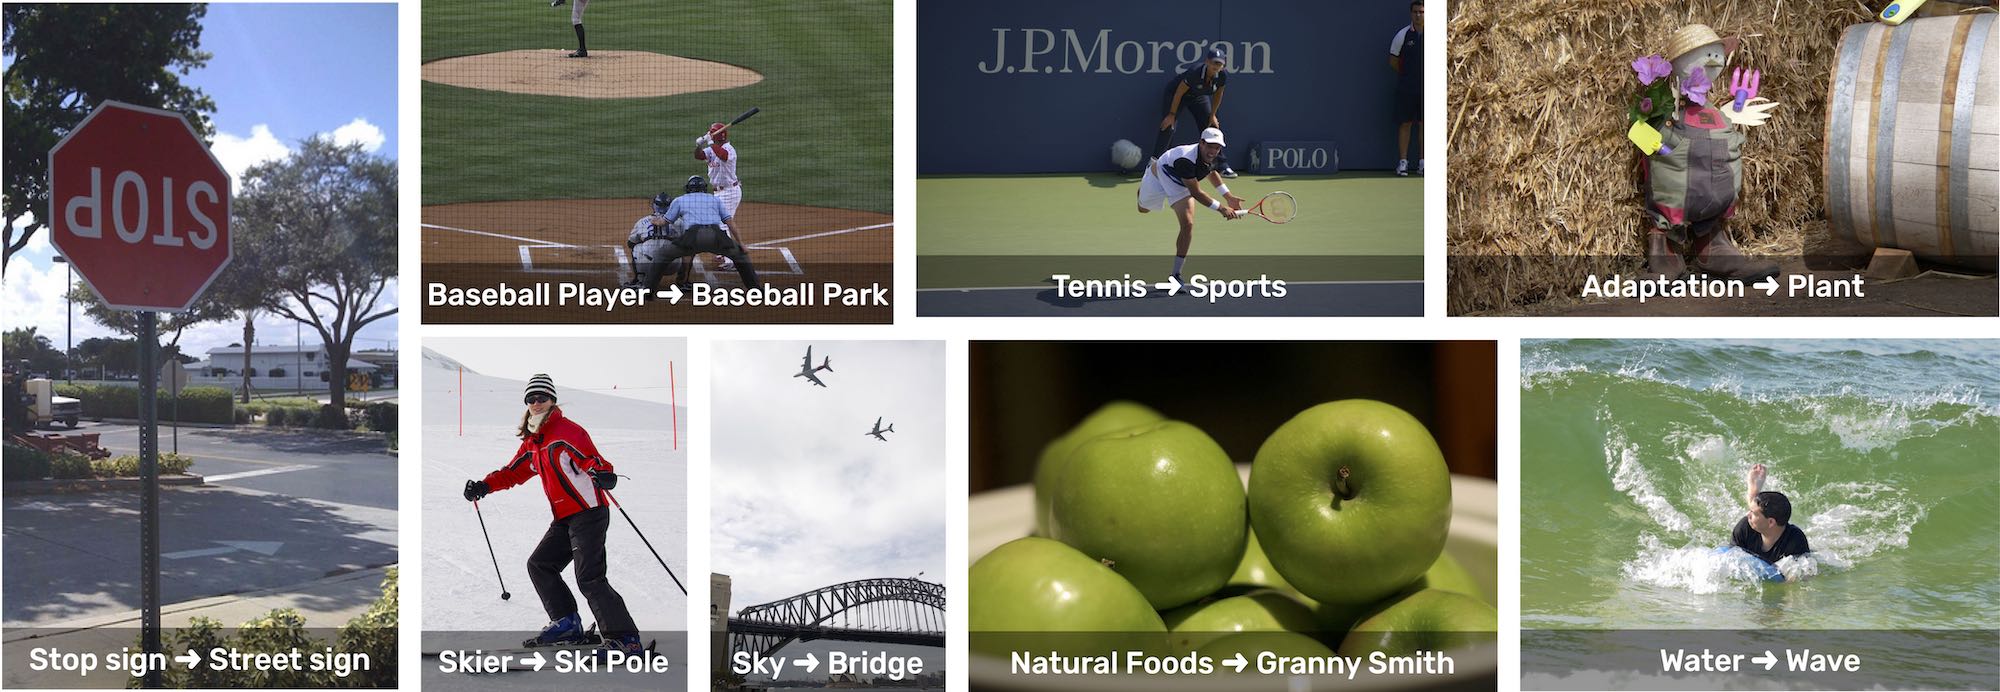 STOP
Stop sign ➜ Street sign
Baseball Player ➜ Baseball Park
J.P.Morgan
POLO
Tennis ➜ Sports
Adaptation ➜ Plant
Skier ➜ Ski Pole
Sky ➜ Bridge
Natural Foods ➜ Granny Smith
Water ➜ Wave